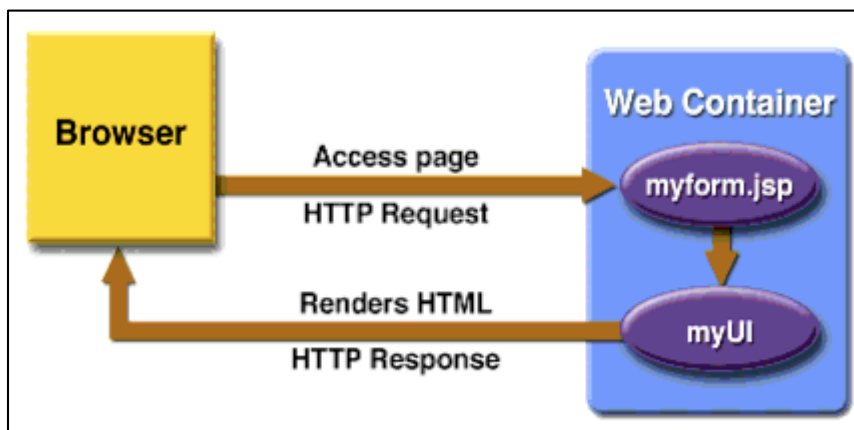 Browser
Web Container
Access page
myform.jsp
HTTP Request
Renders HTML
myUI
HTTP Response